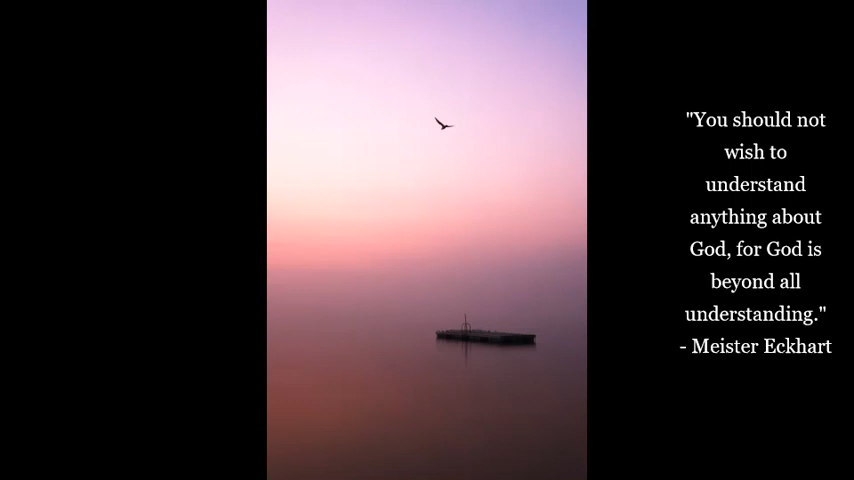 "You should not
wish to
understand
anything about
God, for God is
beyond all
understanding."
- Meister Eckhart